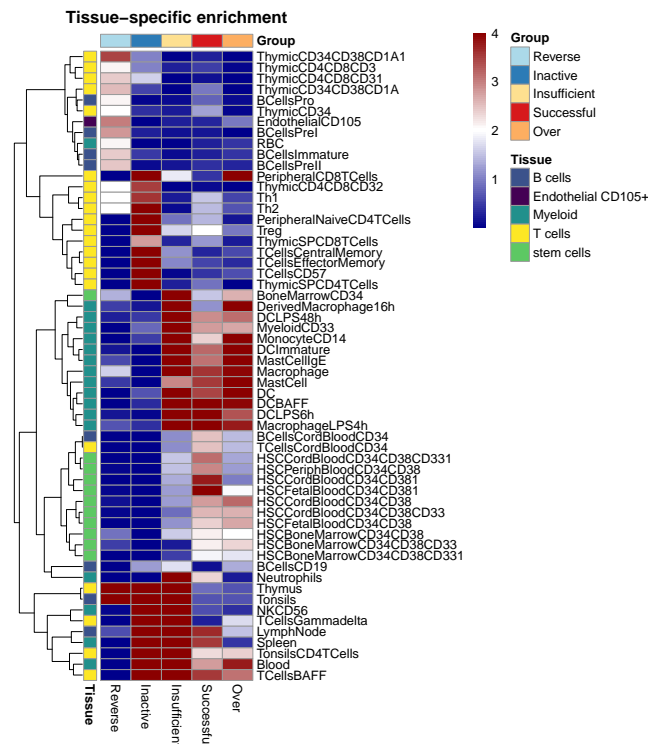 Tissue−specific enrichment
Group
ThymicCD34CD38CD1A1
ThymicCD4CD8CD3
ThymicCD4CD8CD31
ThymicCD34CD38CD1A
BCellsPro
ThymicCD34
EndothelialCD105
BCellsPreI
RBC
BCellsImmature
BCellsPreII
PeripheralCD8TCells
ThymicCD4CD8CD32
Th1
Th2
PeripheralNaiveCD4TCells
Treg
ThymicSPCD8TCells
TCellsCentralMemory
TCellsEffectorMemory
TCellsCD57
ThymicSPCD4TCells
BoneMarrowCD34
DerivedMacrophage16h
DCLPS48h
MyeloidCD33
MonocyteCD14
DCImmature
MastCellIgE
Macrophage
MastCell
DC
DCBAFF
DCLPS6h
MacrophageLPS4h
BCellsCordBloodCD34
TCellsCordBloodCD34
HSCCordBloodCD34CD38CD331
HSCPeriphBloodCD34CD38
HSCCordBloodCD34CD381
HSCFetalBloodCD34CD381
HSCCordBloodCD34CD38
HSCCordBloodCD34CD38CD33
HSCFetalBloodCD34CD38
HSCBoneMarrowCD34CD38
HSCBoneMarrowCD34CD38CD33
HSCBoneMarrowCD34CD38CD331
BCellsCD19
Neutrophils
Thymus
Tonsils
NKCD56
TCellsGammadelta
LymphNode
Spleen
TonsilsCD4TCells
Blood
TCellsBAFF
Tissue
Reverse
Inactive
Insufficient
Successful
Over
4
3
2
1
Group
Reverse
Inactive
Insufficient
Successful
Over
Tissue
B cells
Endothelial CD105+
Myeloid
T cells
stem cells